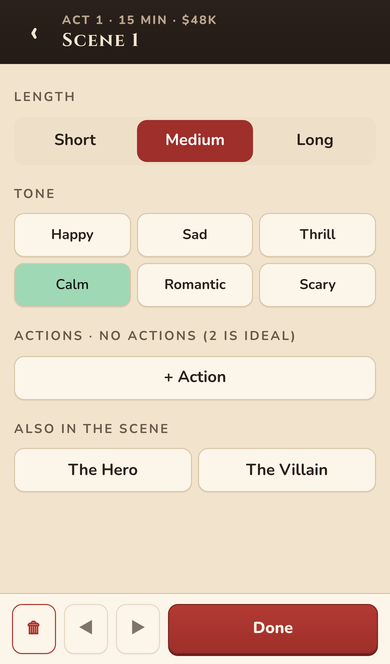 ACT 1 · 15 MIN · $48K
Scene 1
LENGTH
Short Medium Long
TONE
Happy Sad Thrill
Calm Romantic Scary
ACTIONS · NO ACTIONS (2 IS IDEAL)
+ Action
ALSO IN THE SCENE
The Hero The Villain
Done